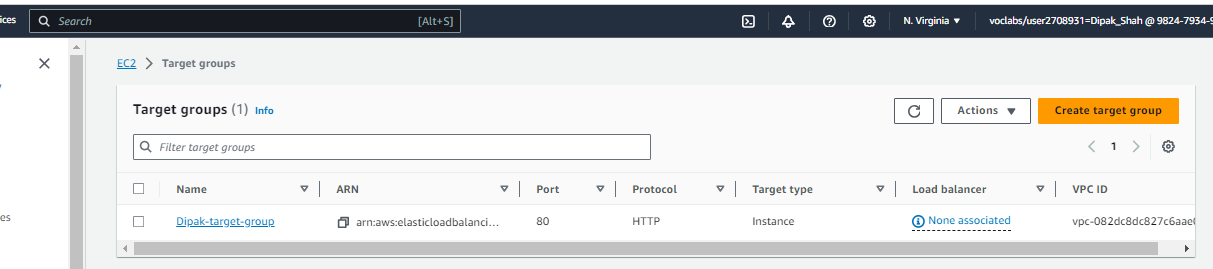 ices Search [Alt+S] N. Virginia voclabs/user2708931=Dipak_Shah @ 9824-7934-9
EC2 Target groups
Target groups (1) Info Actions Create target group
Filter target groups 1
Name ARN Port Protocol Target type Load balancer VPC ID
es Dipak-target-group arn:aws:elasticloadbalanci... 80 HTTP Instance None associated vpc-082dc8dc827c6aae